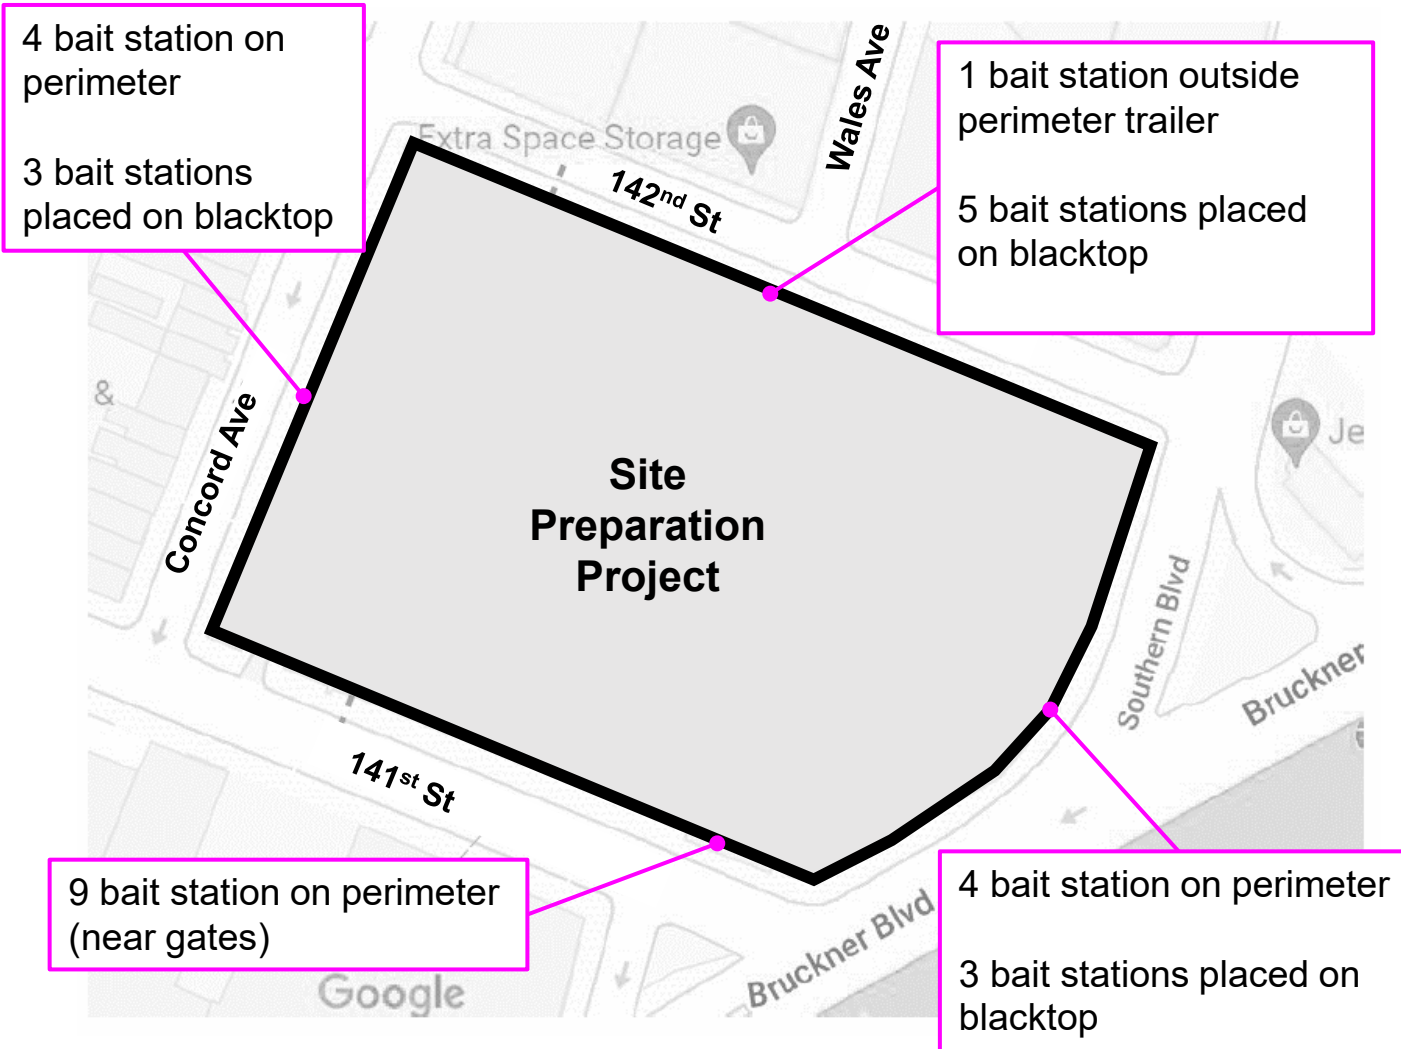 4 bait station on
perimeter
3 bait stations
placed on blacktop
Wales Ave
1 bait station outside
perimeter trailer
5 bait stations placed
on blacktop
Extra Space Storage
142nd St
&
Je
Concord Ave
Site
Preparation
Project
Southern Blvd
Bruckner
141st St
9 bait station on perimeter
(near gates)
Google
Bruckner Blvd
4 bait station on perimeter
3 bait stations placed on
blacktop